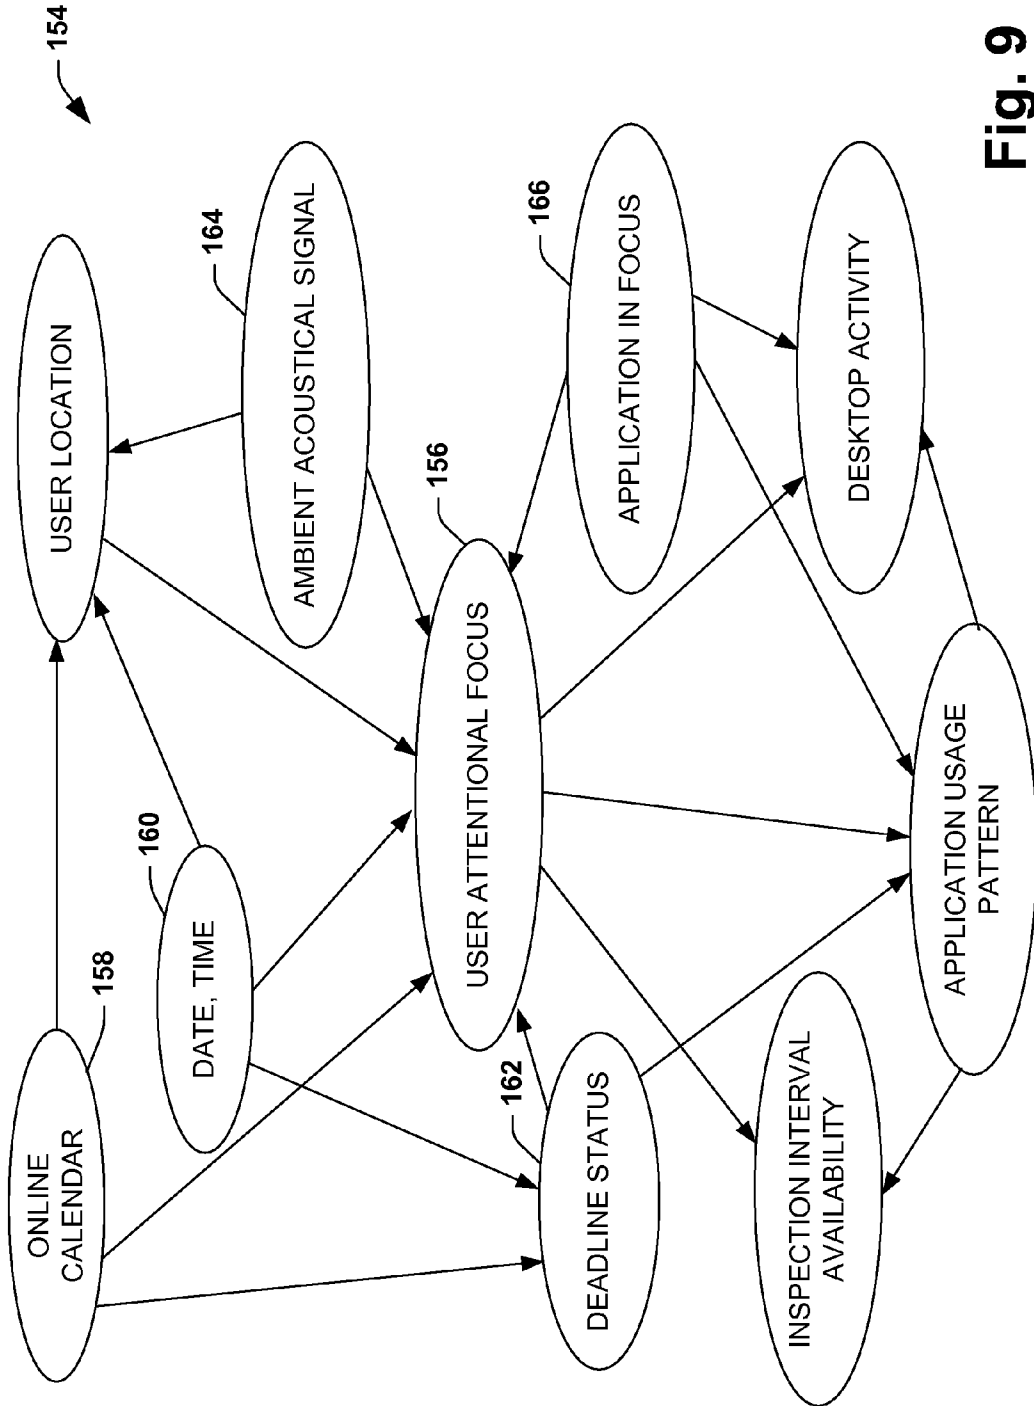 154
ONLINE
CALENDAR
158
USER LOCATION
DATE, TIME
160
AMBIENT ACOUSTICAL SIGNAL
164
USER ATTENTIONAL FOCUS
156
DEADLINE STATUS
162
APPLICATION IN FOCUS
166
INSPECTION INTERVAL
AVAILABILITY
DESKTOP ACTIVITY
APPLICATION USAGE
PATTERN
Fig. 9